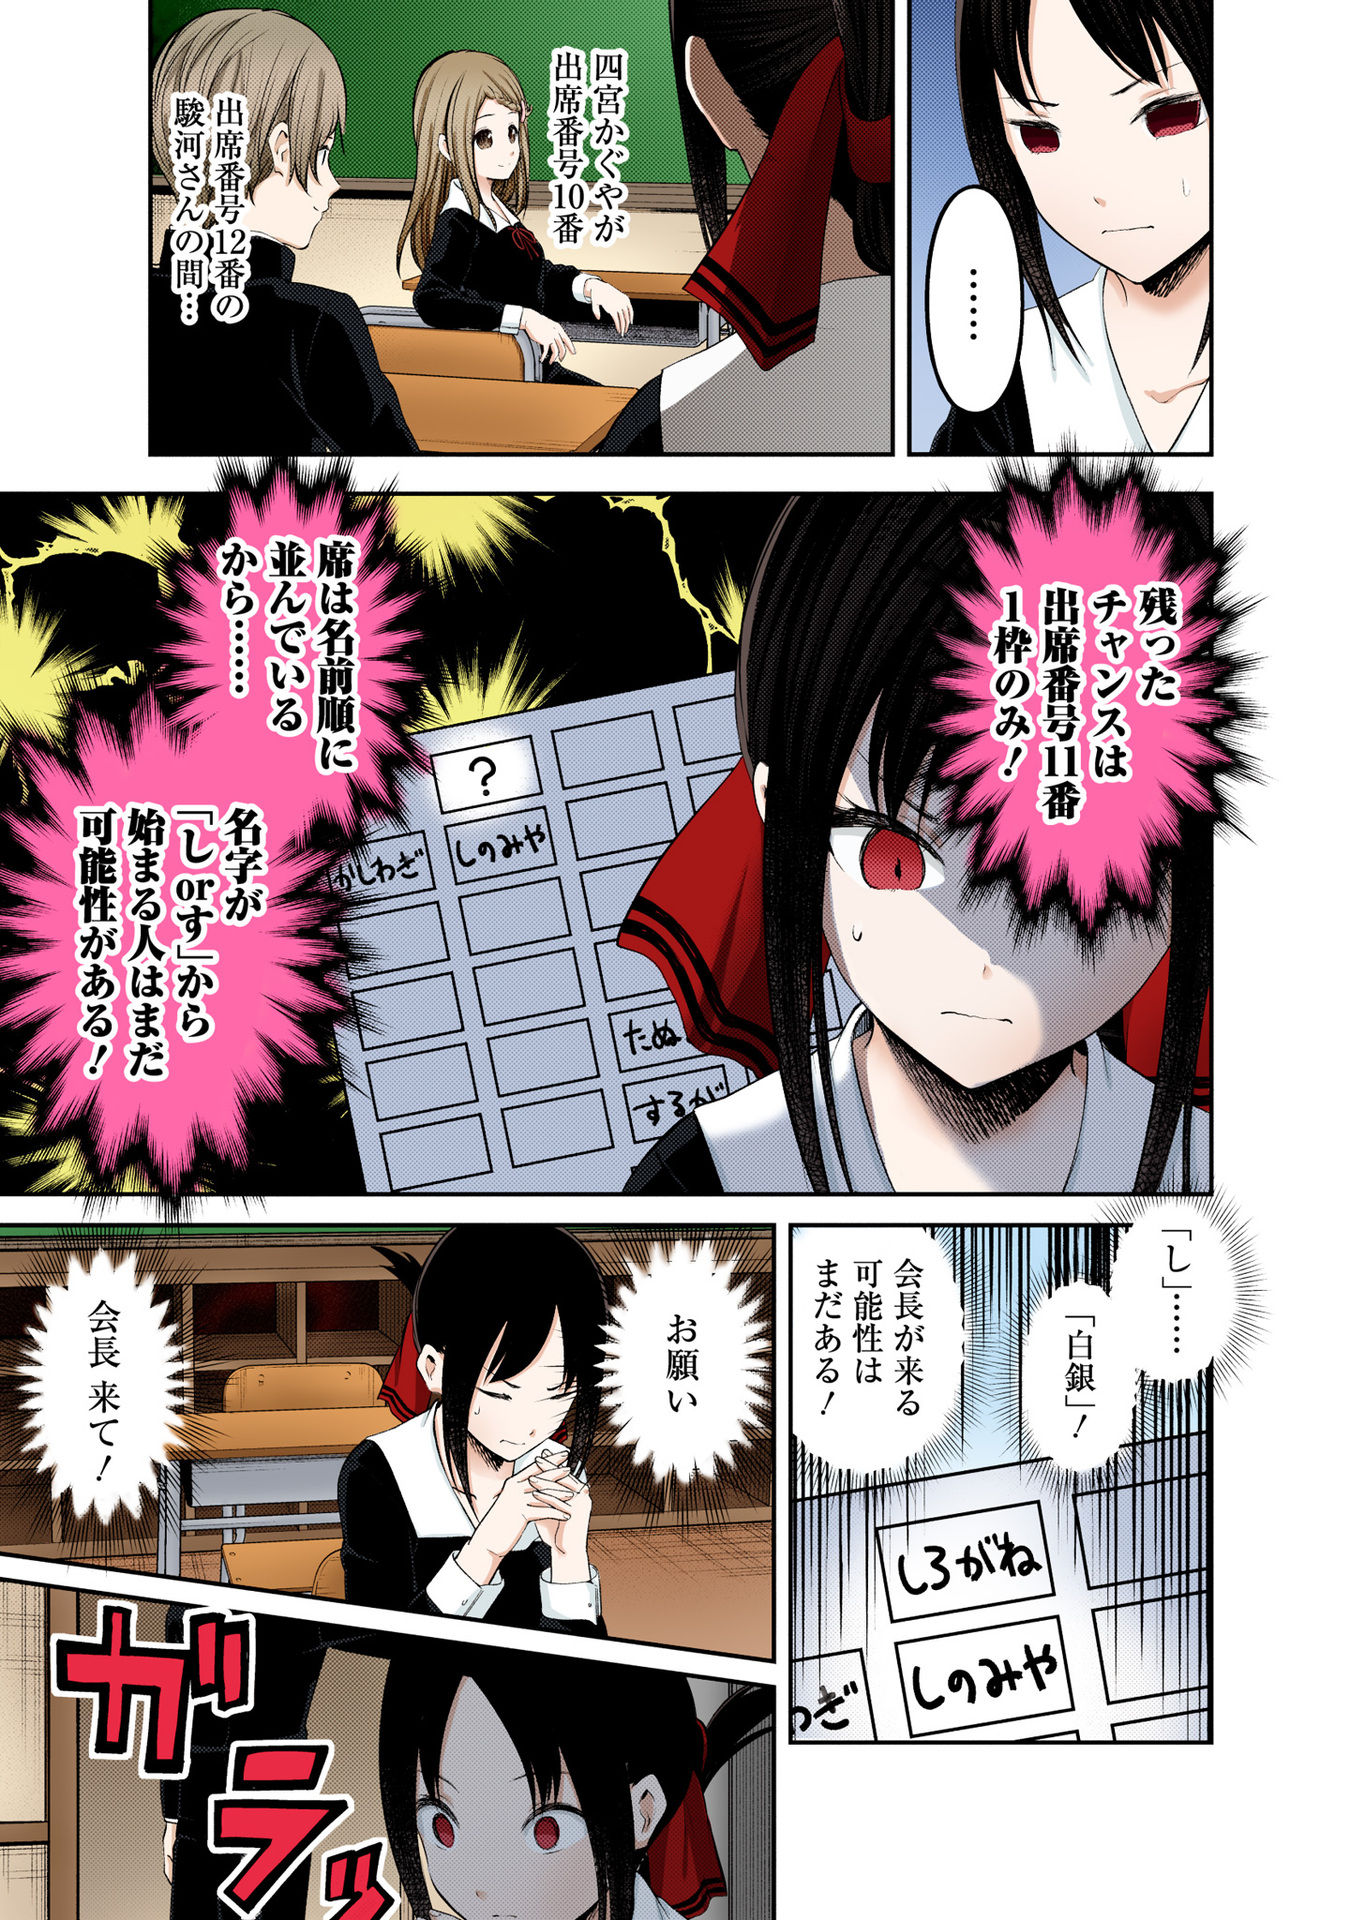 ………
四宮かぐやが
出席番号10番
出席番号12番の
駿河さんの間…
残った
チャンスは
出席番号11番
1枠のみ！
席は名前順に
並んでいる
から……
名字が
「しorす」から
始まる人はまだ
可能性がある！
？
しのみや
かしわぎ
たぬ
するが
「し」……
「白銀」！
会長が来る
可能性は
まだある！
しろがね
しのみや
わぎ
お願い
会長 来て！
ガラッ